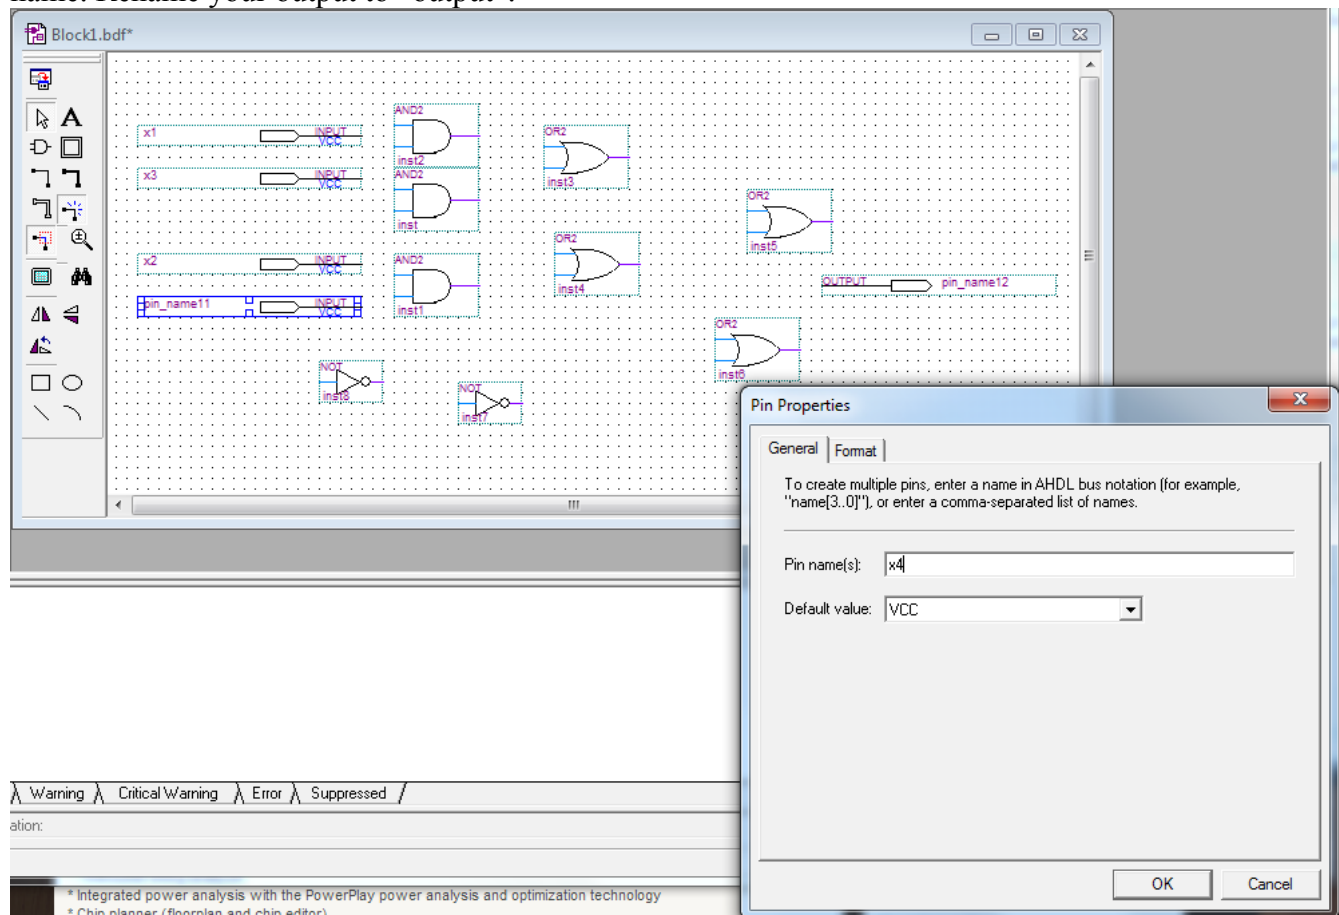 name. Rename your output to "output".
Block1.bdf*
A
x1 INPUT VCC
x3 INPUT VCC
x2 INPUT VCC
pin_name11 INPUT VCC
AND2
inst2
AND2
inst
AND2
inst1
OR2
inst3
OR2
inst4
OR2
inst5
OUTPUT pin_name12
OR2
inst6
NOT
inst8
NOT
inst7
Pin Properties
General Format
To create multiple pins, enter a name in AHDL bus notation (for example,
"name[3..0]"), or enter a comma-separated list of names.
Pin name(s): x4
Default value: VCC
OK Cancel
Warning Critical Warning Error Suppressed
ation:
* Integrated power analysis with the PowerPlay power analysis and optimization technology
* Chip planner (floorplan and chip editor)